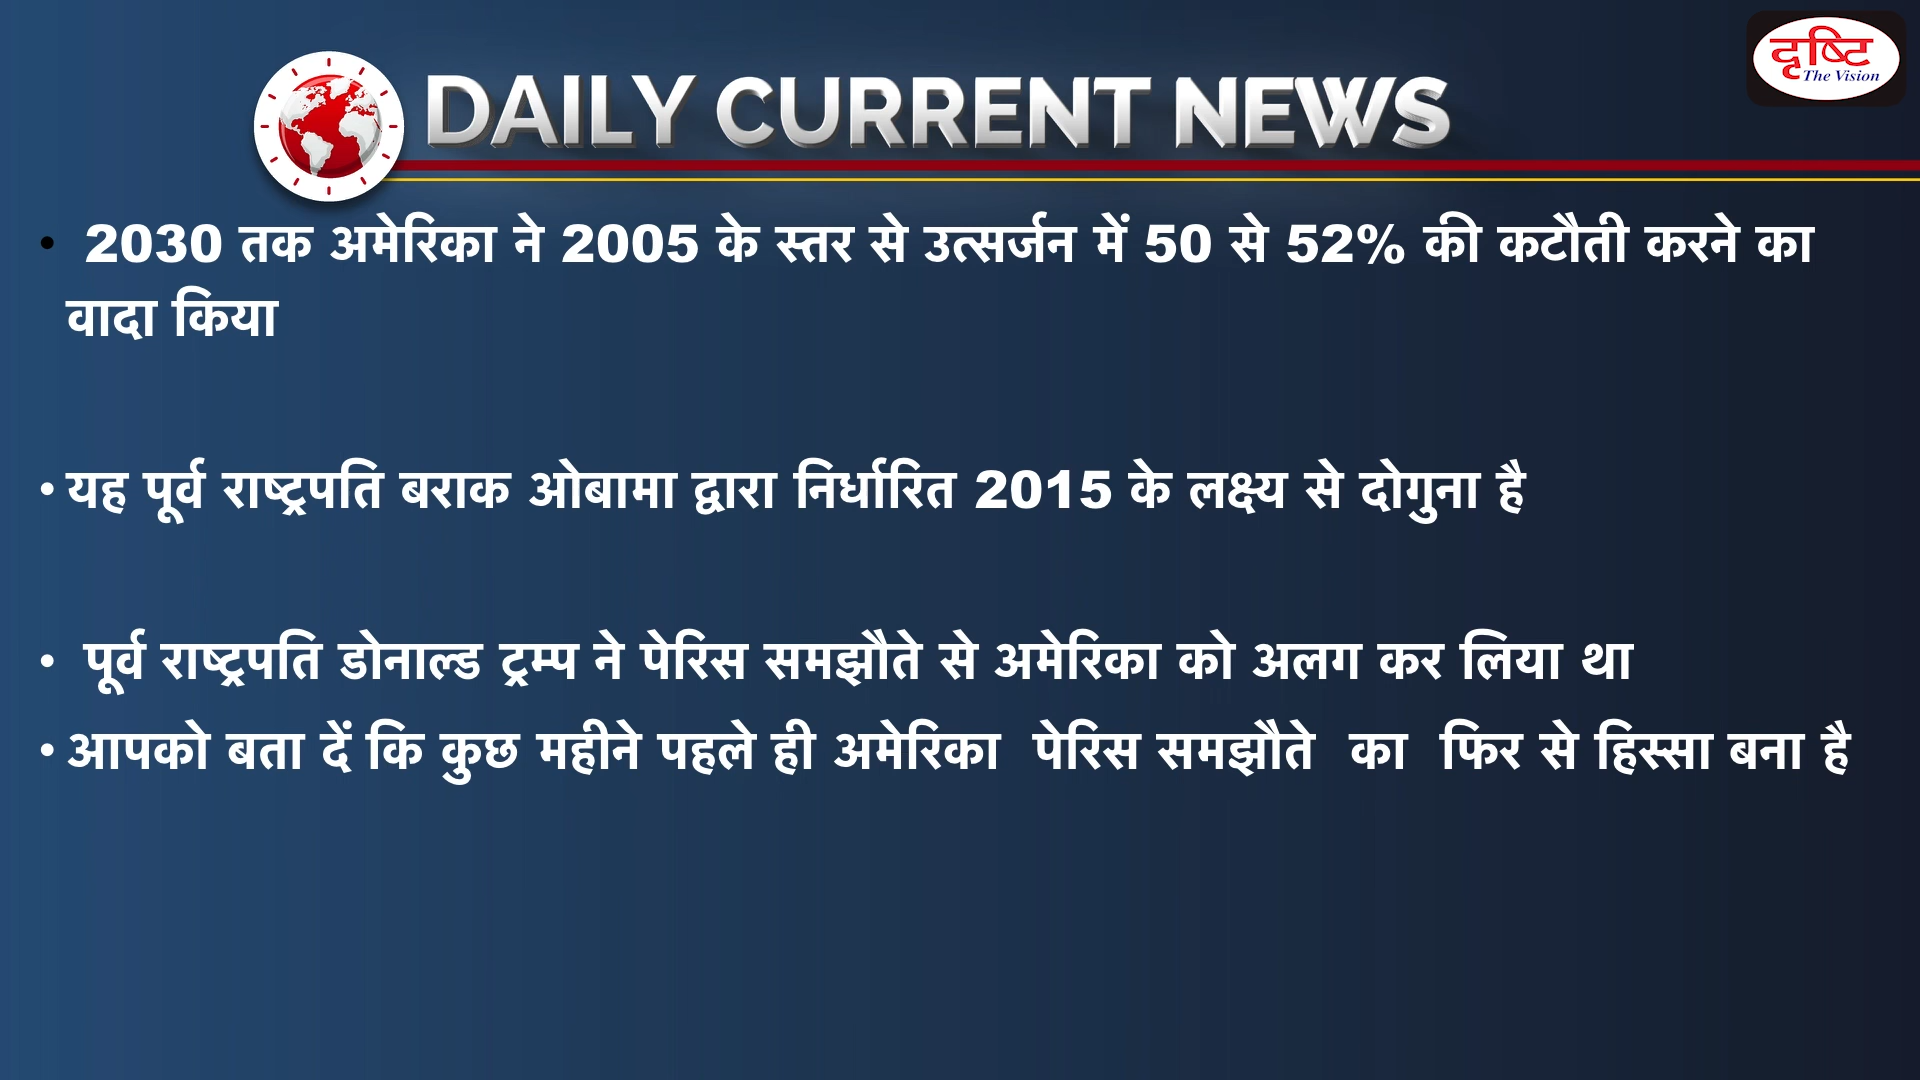 दृष्टि
The Vision
DAILY CURRENT NEWS
• 2030 तक अमेरिका ने 2005 के स्तर से उत्सर्जन में 50 से 52% की कटौती करने का
वादा किया
• यह पूर्व राष्ट्रपति बराक ओबामा द्वारा निर्धारित 2015 के लक्ष्य से दोगुना है
• पूर्व राष्ट्रपति डोनाल्ड ट्रम्प ने पेरिस समझौते से अमेरिका को अलग कर लिया था
• आपको बता दें कि कुछ महीने पहले ही अमेरिका पेरिस समझौते का फिर से हिस्सा बना है